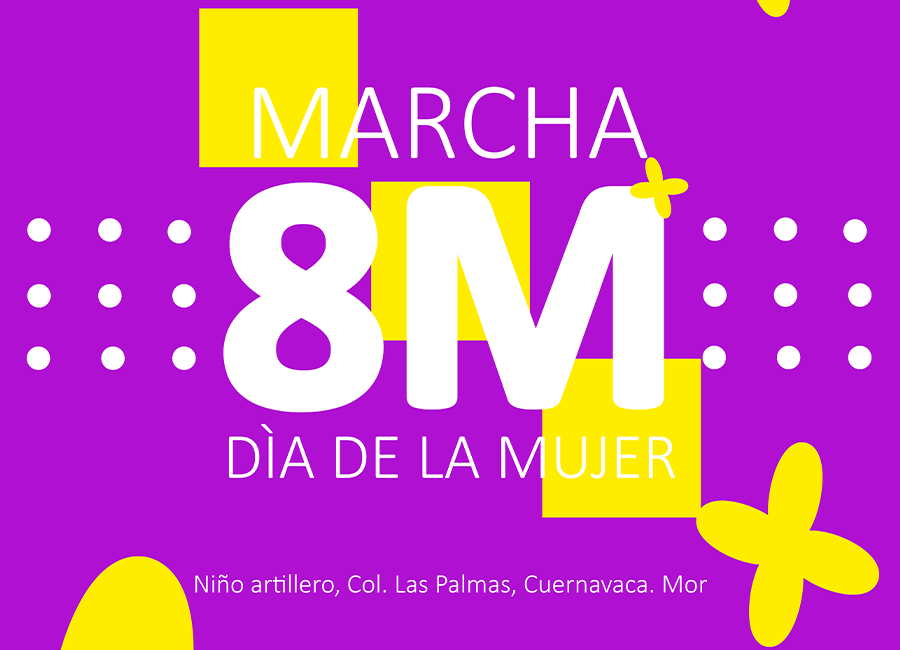 MARCHA
8M
DÌA DE LA MUJER
Niño artillero, Col. Las Palmas, Cuernavaca. Mor